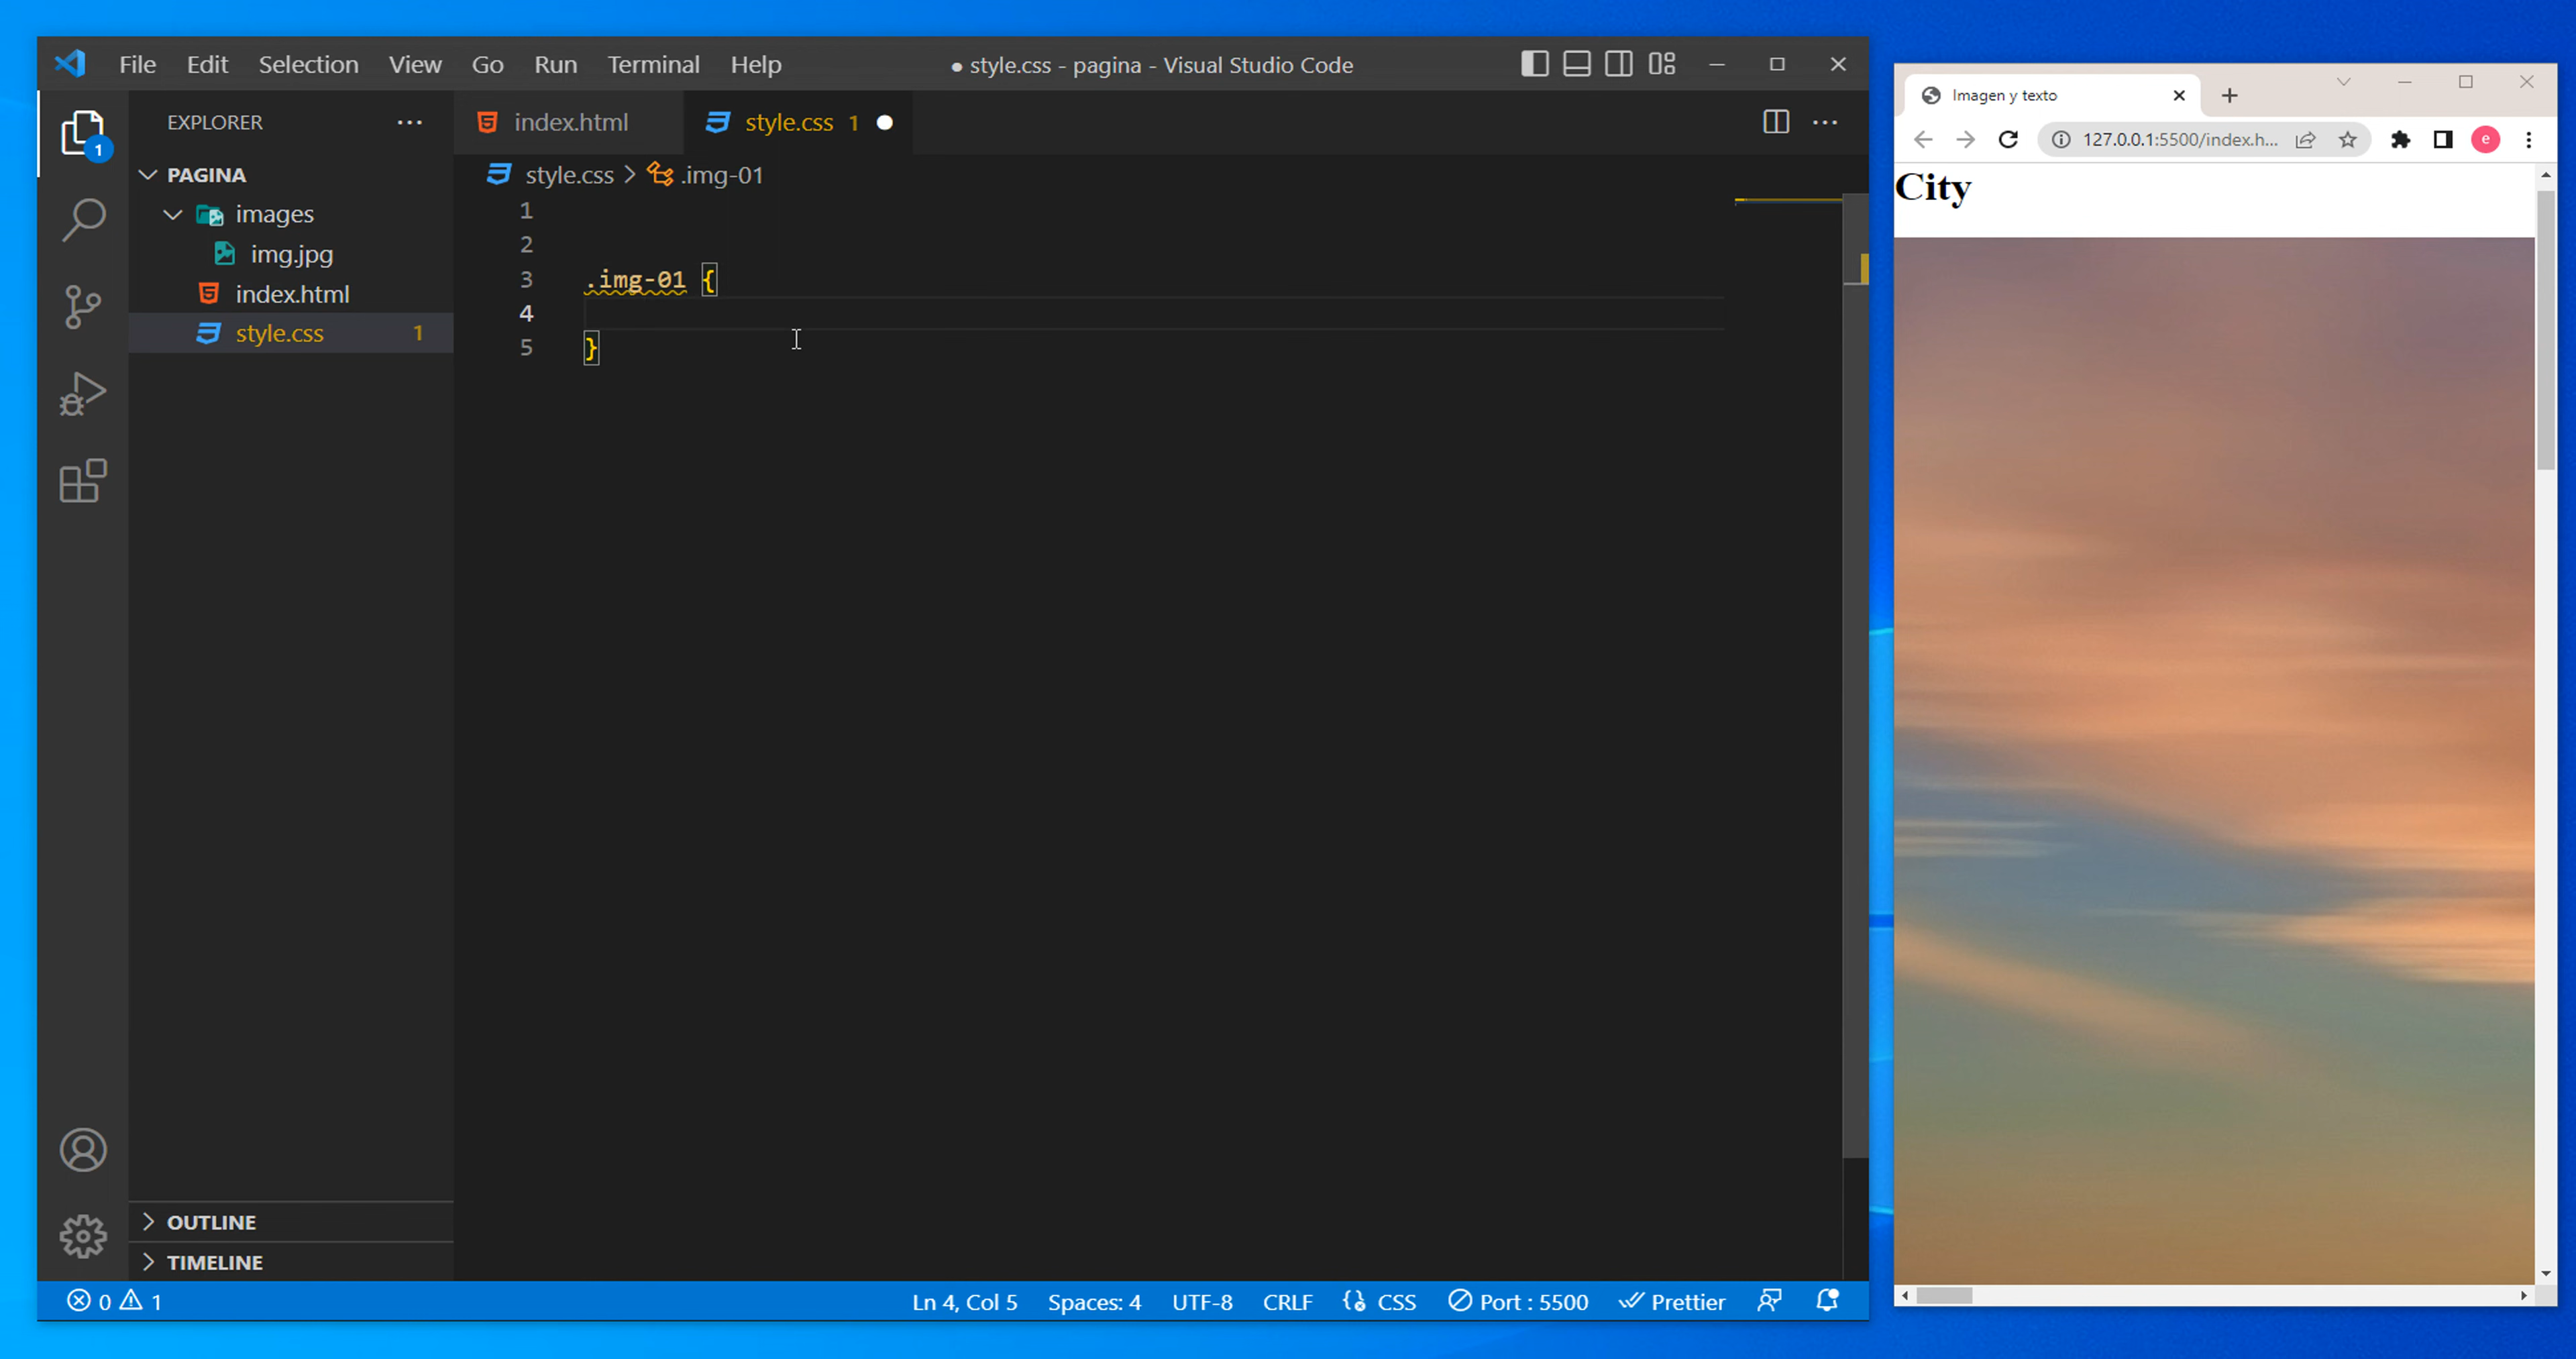 File Edit Selection View Go Run Terminal Help
● style.css - pagina - Visual Studio Code
EXPLORER ...
index.html
style.css 1 ●
...
PAGINA
images
img.jpg
index.html
style.css 1
1
style.css > .img-01
1
2
3 .img-01 {
4
5 }
OUTLINE
TIMELINE
0 1
Ln 4, Col 5 Spaces: 4 UTF-8 CRLF CSS Port : 5500 Prettier
Imagen y texto
127.0.0.1:5500/index.h...
e
City